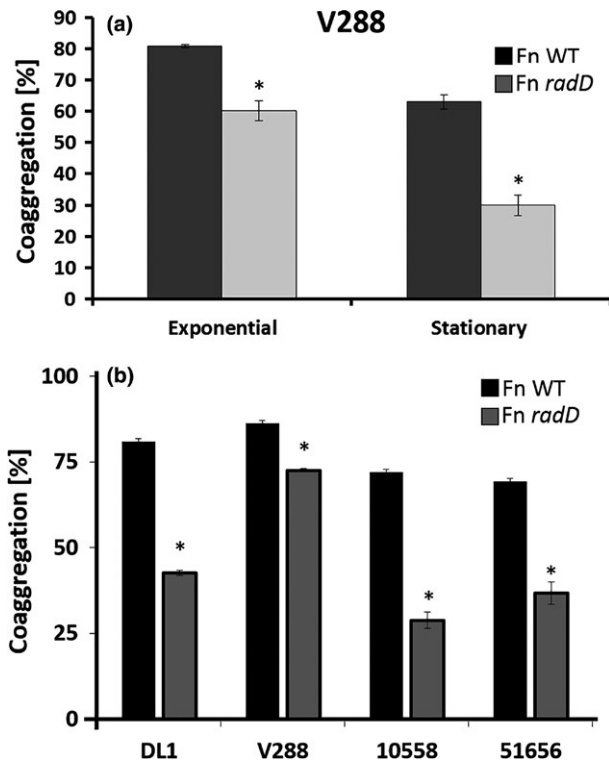 (a)
V288
Coaggregation [%]
90
80
70
60
50
40
30
20
10
0
Fn WT
Fn radD
*
*
Exponential
Stationary
(b)
Coaggregation [%]
100
75
50
25
0
Fn WT
Fn radD
*
*
*
*
DL1
V288
10558
51656